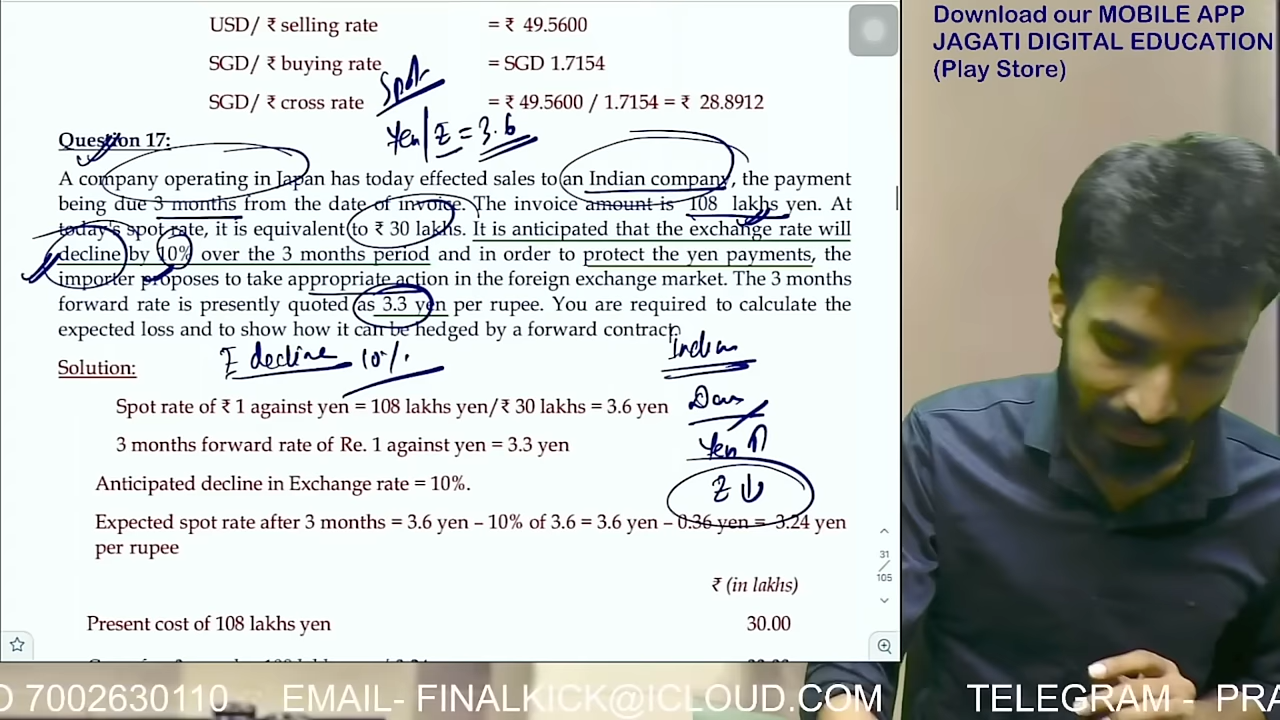 USD/ ₹ selling rate = ₹ 49.5600
SGD/ ₹ buying rate = SGD 1.7154
SGD/ ₹ cross rate = ₹ 49.5600 / 1.7154 = ₹ 28.8912
Spot
Yen/₹ = 3.6
Question 17:
A company operating in Japan has today effected sales to an Indian company, the payment
being due 3 months from the date of invoice. The invoice amount is 108 lakhs yen. At
today's spot rate, it is equivalent to ₹ 30 lakhs. It is anticipated that the exchange rate will
decline by 10% over the 3 months period and in order to protect the yen payments, the
importer proposes to take appropriate action in the foreign exchange market. The 3 months
forward rate is presently quoted as 3.3 yen per rupee. You are required to calculate the
expected loss and to show how it can be hedged by a forward contract.
₹ decline 10%
Indian
Solution:
Spot rate of ₹ 1 against yen = 108 lakhs yen/₹ 30 lakhs = 3.6 yen
3 months forward rate of Re. 1 against yen = 3.3 yen
Yen ↑
Anticipated decline in Exchange rate = 10%.
₹ ↓
Expected spot rate after 3 months = 3.6 yen – 10% of 3.6 = 3.6 yen – 0.36 yen = 3.24 yen
per rupee
₹ (in lakhs)
Present cost of 108 lakhs yen 30.00
31
/
105
Download our MOBILE APP
JAGATI DIGITAL EDUCATION
(Play Store)
7002630110 EMAIL- FINALKICK@ICLOUD.COM TELEGRAM - PRA